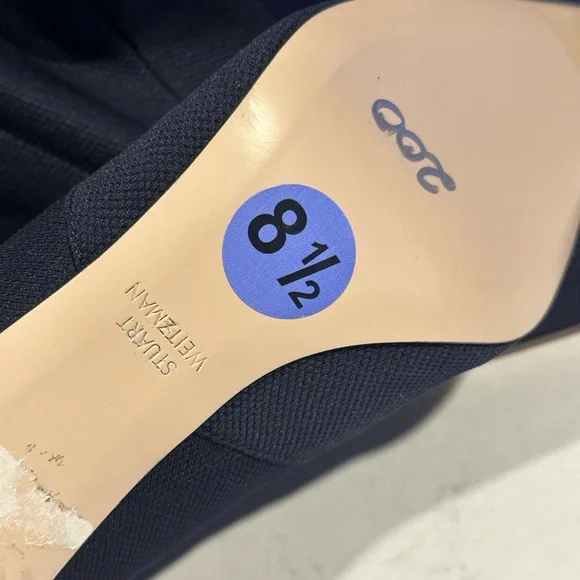 200
8 1/2
STUART
WEITZMAN